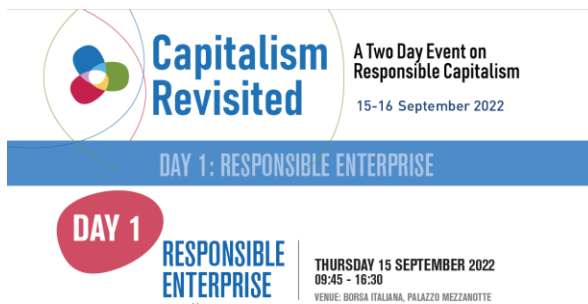 Capitalism
Revisited
A Two Day Event on
Responsible Capitalism
15-16 September 2022
DAY 1: RESPONSIBLE ENTERPRISE
DAY 1
RESPONSIBLE
ENTERPRISE
THURSDAY 15 SEPTEMBER 2022
09:45 - 16:30
VENUE: BORSA ITALIANA, PALAZZO MEZZANOTTE